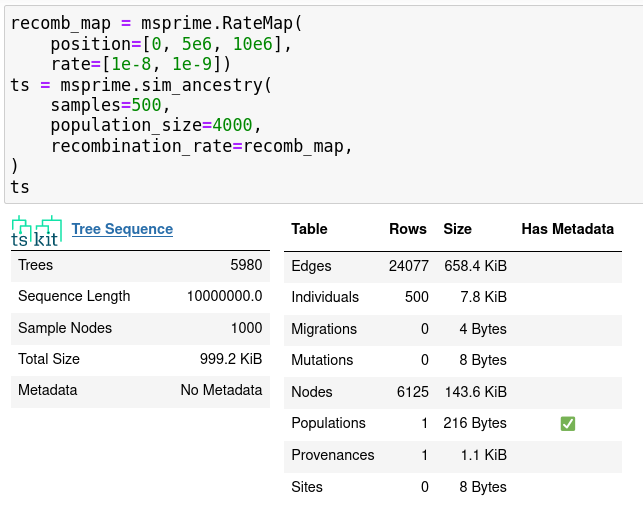 recomb_map = msprime.RateMap(
    position=[0, 5e6, 10e6],
    rate=[1e-8, 1e-9])
ts = msprime.sim_ancestry(
    samples=500,
    population_size=4000,
    recombination_rate=recomb_map,
)
ts
tskit Tree Sequence
Trees 5980
Sequence Length 10000000.0
Sample Nodes 1000
Total Size 999.2 KiB
Metadata No Metadata
Table Rows Size Has Metadata
Edges 24077 658.4 KiB
Individuals 500 7.8 KiB
Migrations 0 4 Bytes
Mutations 0 8 Bytes
Nodes 6125 143.6 KiB
Populations 1 216 Bytes ✅
Provenances 1 1.1 KiB
Sites 0 8 Bytes